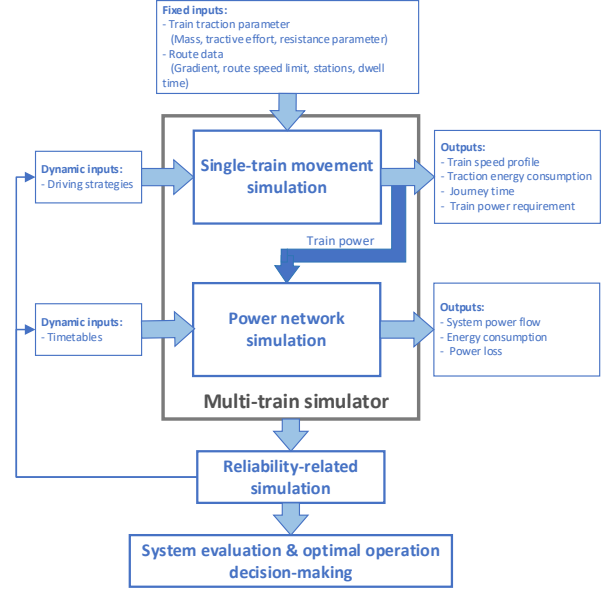 Fixed inputs:
- Train traction parameter
(Mass, tractive effort, resistance parameter)
- Route data
(Gradient, route speed limit, stations, dwell
time)
Dynamic inputs:
- Driving strategies
Single-train movement
simulation
Outputs:
- Train speed profile
- Traction energy consumption
- Journey time
- Train power requirement
Train power
Dynamic inputs:
- Timetables
Power network
simulation
Outputs:
- System power flow
- Energy consumption
- Power loss
Multi-train simulator
Reliability-related
simulation
System evaluation & optimal operation
decision-making